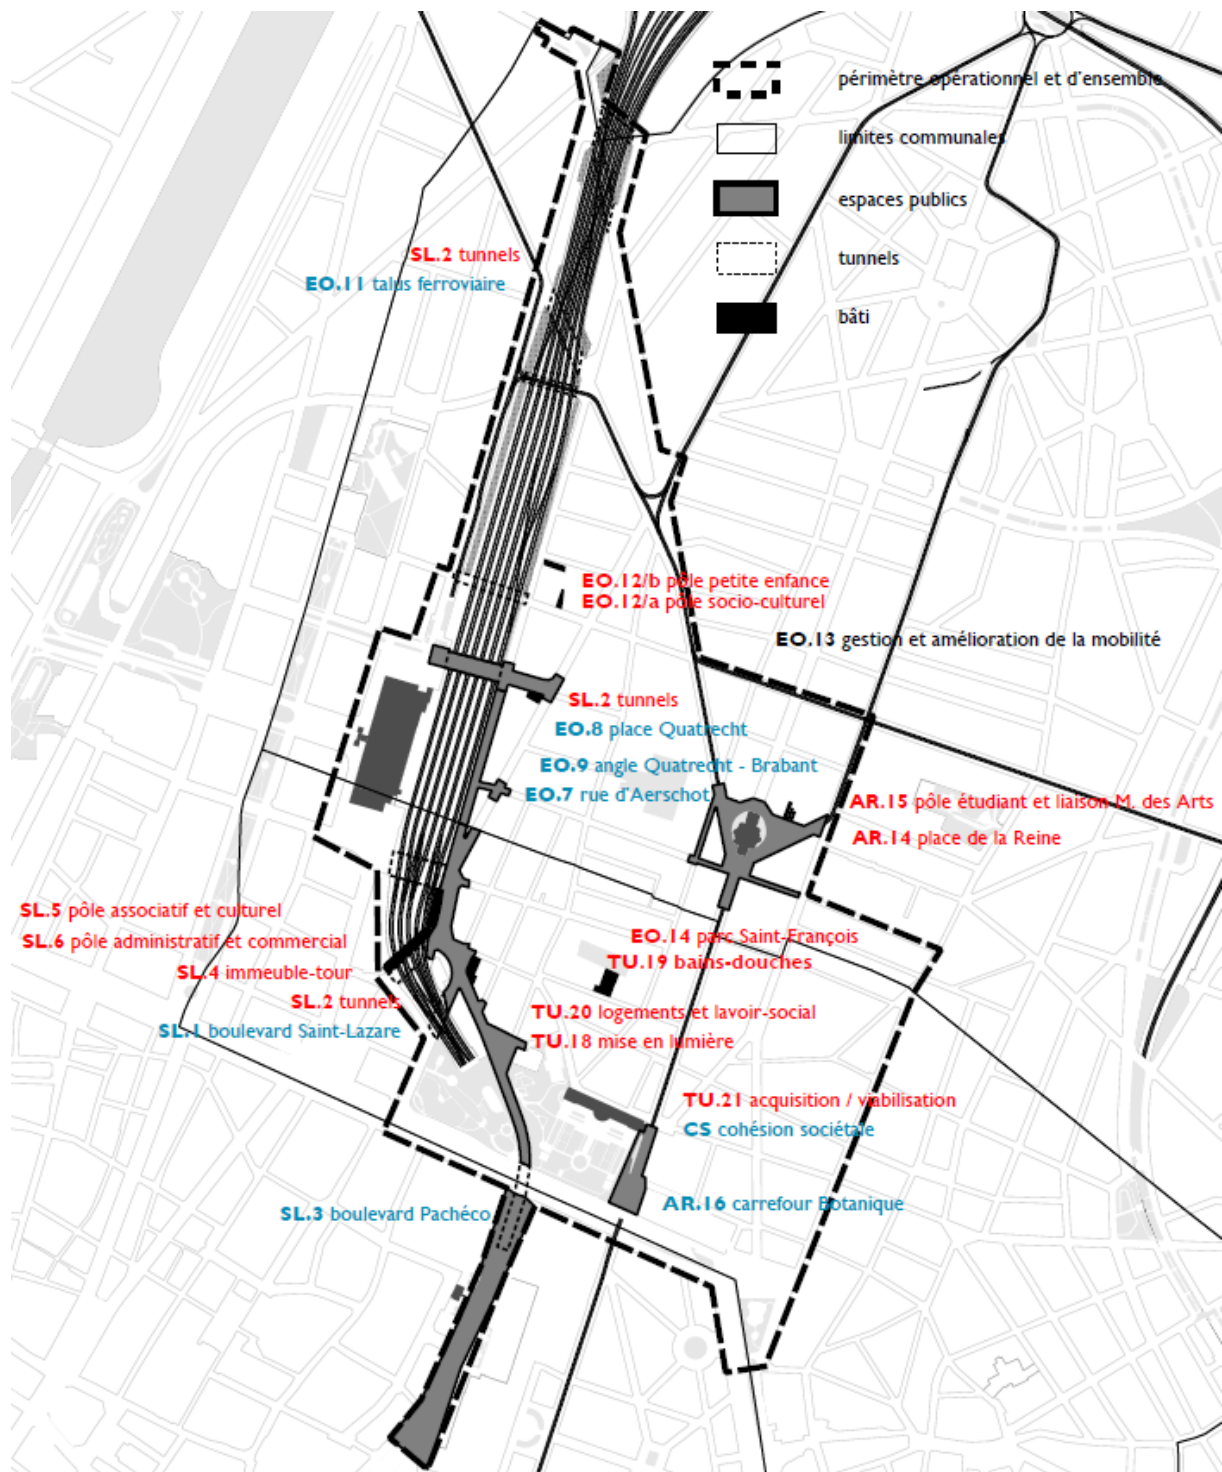 périmètre opérationnel et d'ensemble
limites communales
espaces publics
tunnels
bâti
SL.2 tunnels
EO.11 talus ferroviaire
EO.12/b pôle petite enfance
EO.12/a pôle socio-culturel
EO.13 gestion et amélioration de la mobilité
SL.2 tunnels
EO.8 place Quatrecht
EO.9 angle Quatrecht - Brabant
EO.7 rue d'Aerschot
AR.15 pôle étudiant et liaison M. des Arts
AR.14 place de la Reine
SL.5 pôle associatif et culturel
SL.6 pôle administratif et commercial
SL.4 immeuble-tour
SL.2 tunnels
SL.1 boulevard Saint-Lazare
EO.14 parc Saint-François
TU.19 bains-douches
TU.20 logements et lavoir-social
TU.18 mise en lumière
TU.21 acquisition / viabilisation
CS cohésion sociétale
AR.16 carrefour Botanique
SL.3 boulevard Pachéco